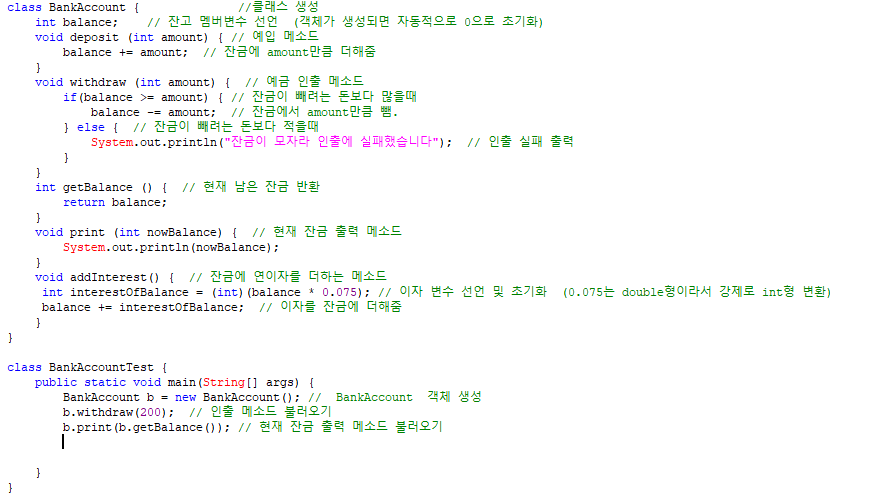 class BankAccount {              //클래스 생성
    int balance;    // 잔고 멤버변수 선언  (객체가 생성되면 자동적으로 0으로 초기화)
    void deposit (int amount) { // 예입 메소드
        balance += amount;  // 잔금에 amount만큼 더해줌
    }
    void withdraw (int amount) {  // 예금 인출 메소드
        if(balance >= amount) { // 잔금이 빼려는 돈보다 많을때
            balance -= amount;  // 잔금에서 amount만큼 뺌.
        } else {  // 잔금이 빼려는 돈보다 적을때
            System.out.println("잔금이 모자라 인출에 실패했습니다");  // 인출 실패 출력
        }
    }
    int getBalance () {  // 현재 남은 잔금 반환
        return balance;
    }
    void print (int nowBalance) {  // 현재 잔금 출력 메소드
        System.out.println(nowBalance);
    }
    void addInterest() {  // 잔금에 연이자를 더하는 메소드
     int interestOfBalance = (int)(balance * 0.075); // 이자 변수 선언 및 초기화  (0.075는 double형이라서 강제로 int형 변환)
     balance += interestOfBalance;  // 이자를 잔금에 더해줌
    }
}
class BankAccountTest {
    public static void main(String[] args) {
        BankAccount b = new BankAccount(); //  BankAccount  객체 생성
        b.withdraw(200);  // 인출 메소드 불러오기
        b.print(b.getBalance()); // 현재 잔금 출력 메소드 불러오기
    }
}